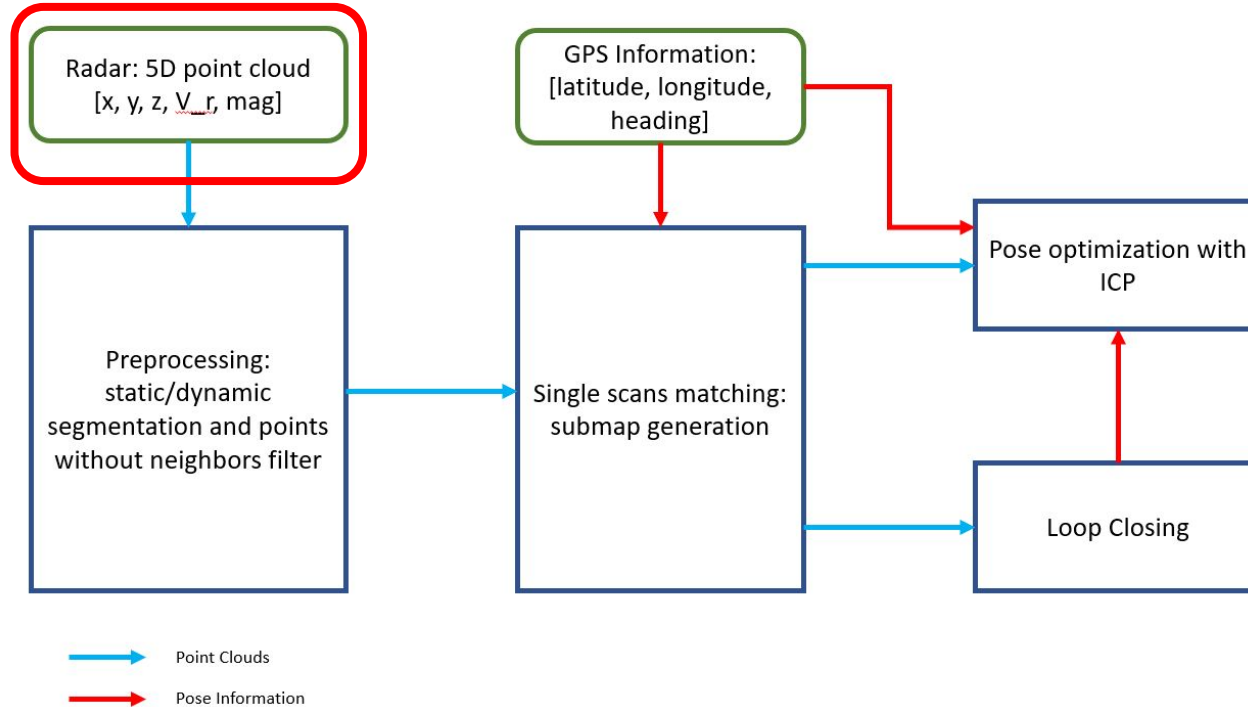 Radar: 5D point cloud
[x, y, z, V_r, mag]
GPS Information:
[latitude, longitude,
heading]
Pose optimization with
ICP
Preprocessing:
static/dynamic
segmentation and points
without neighbors filter
Single scans matching:
submap generation
Loop Closing
Point Clouds
Pose Information